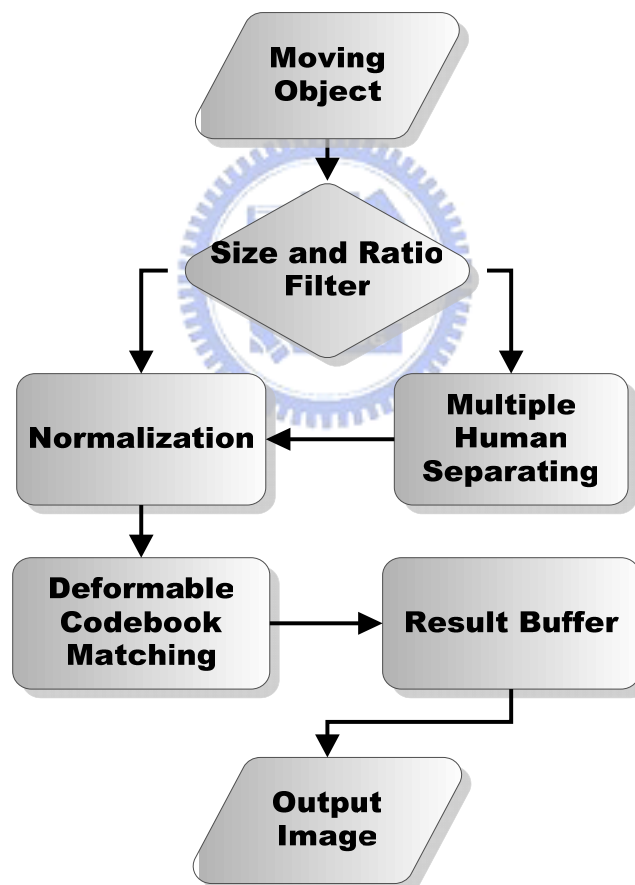 Moving
Object
Size and Ratio
Filter
Normalization
Multiple
Human
Separating
Deformable
Codebook
Matching
Result Buffer
Output
Image